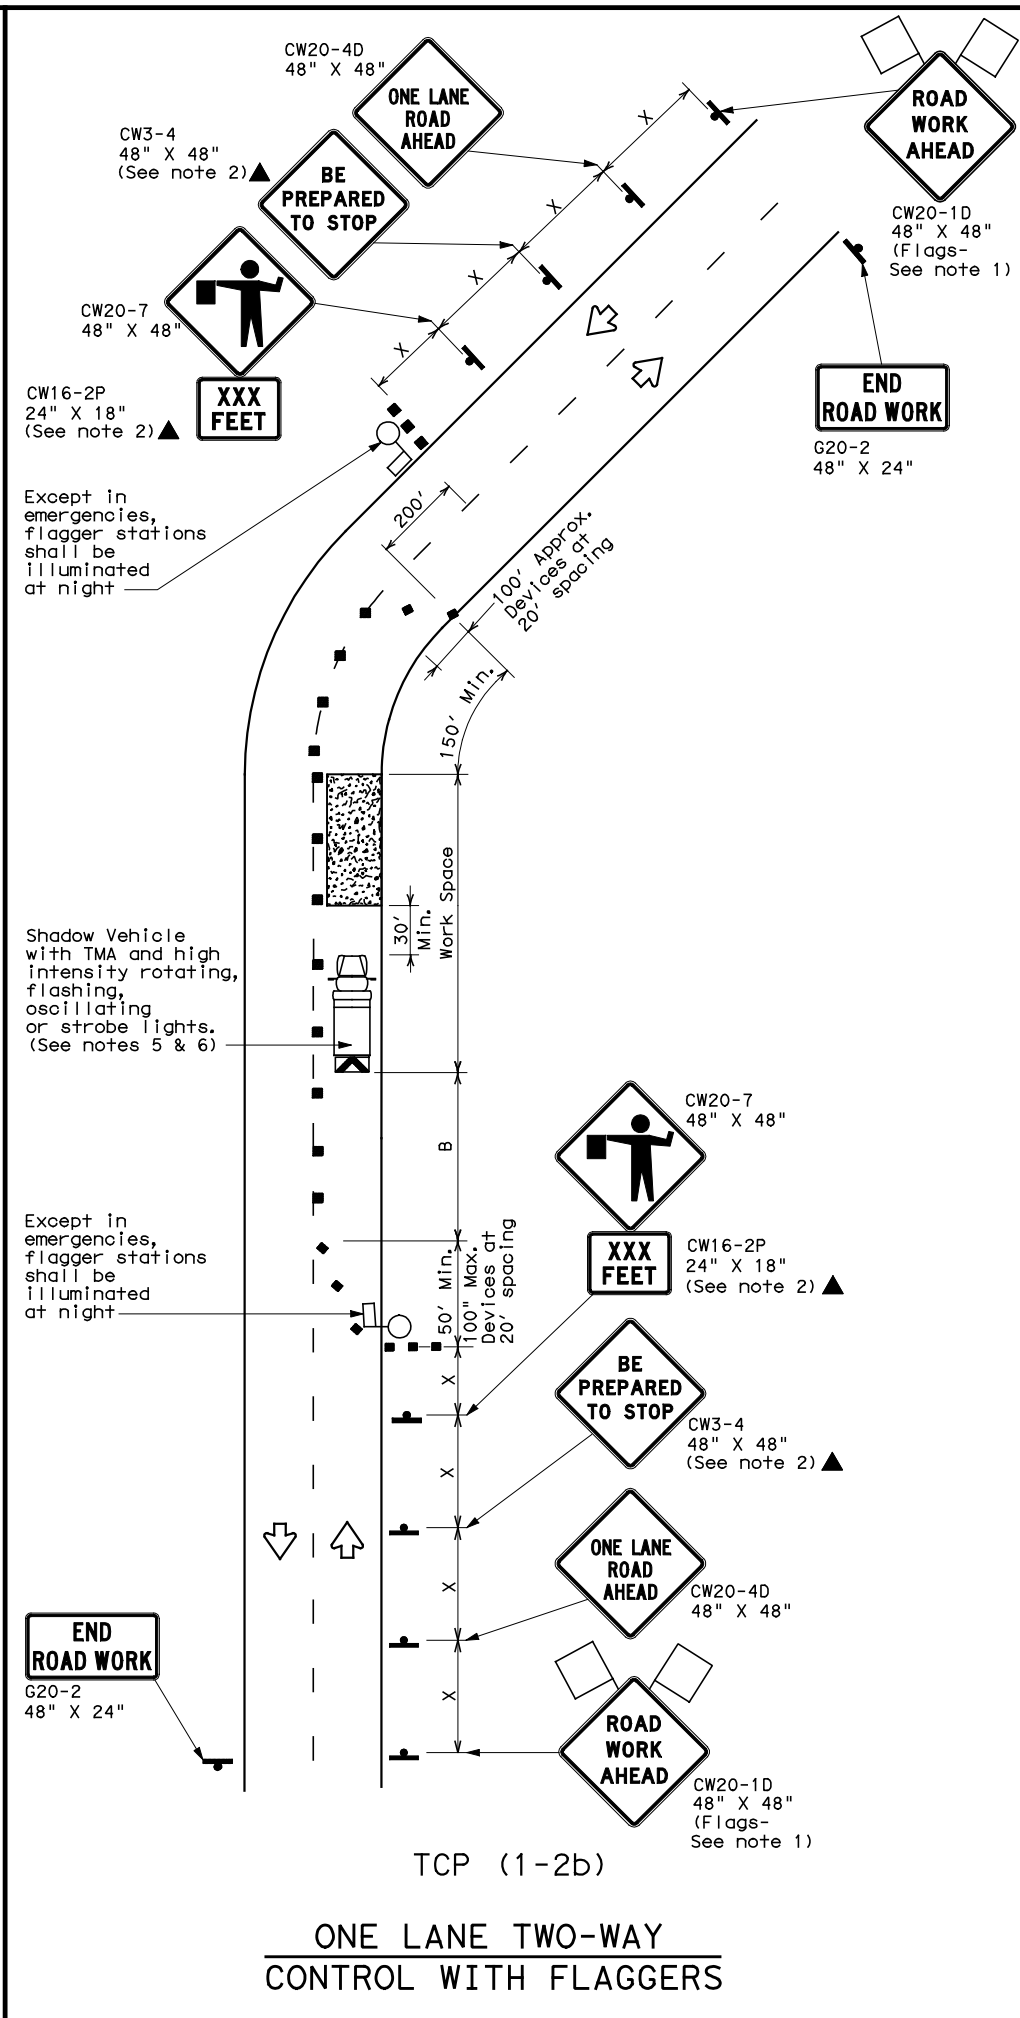 CW20-4D
48" X 48"
ONE LANE
ROAD
AHEAD
CW3-4
48" X 48"
(See note 2)
BE
PREPARED
TO STOP
ROAD
WORK
AHEAD
CW20-1D
48" X 48"
(Flags-
See note 1)
X
X
X
X
CW20-7
48" X 48"
XXX
FEET
CW16-2P
24" X 18"
(See note 2)
END
ROAD WORK
G20-2
48" X 24"
Except in
emergencies,
flagger stations
shall be
illuminated
at night
200'
100' Approx.
Devices at
20' spacing
150' Min.
Work Space
30'
Min.
Shadow Vehicle
with TMA and high
intensity rotating,
flashing,
oscillating
or strobe lights.
(See notes 5 & 6)
B
CW20-7
48" X 48"
XXX
FEET
CW16-2P
24" X 18"
(See note 2)
Except in
emergencies,
flagger stations
shall be
illuminated
at night
50' Min.
100" Max.
Devices at
20' spacing
X
BE
PREPARED
TO STOP
CW3-4
48" X 48"
(See note 2)
X
ONE LANE
ROAD
AHEAD
CW20-4D
48" X 48"
X
END
ROAD WORK
G20-2
48" X 24"
X
ROAD
WORK
AHEAD
CW20-1D
48" X 48"
(Flags-
See note 1)
TCP (1-2b)
ONE LANE TWO-WAY
CONTROL WITH FLAGGERS